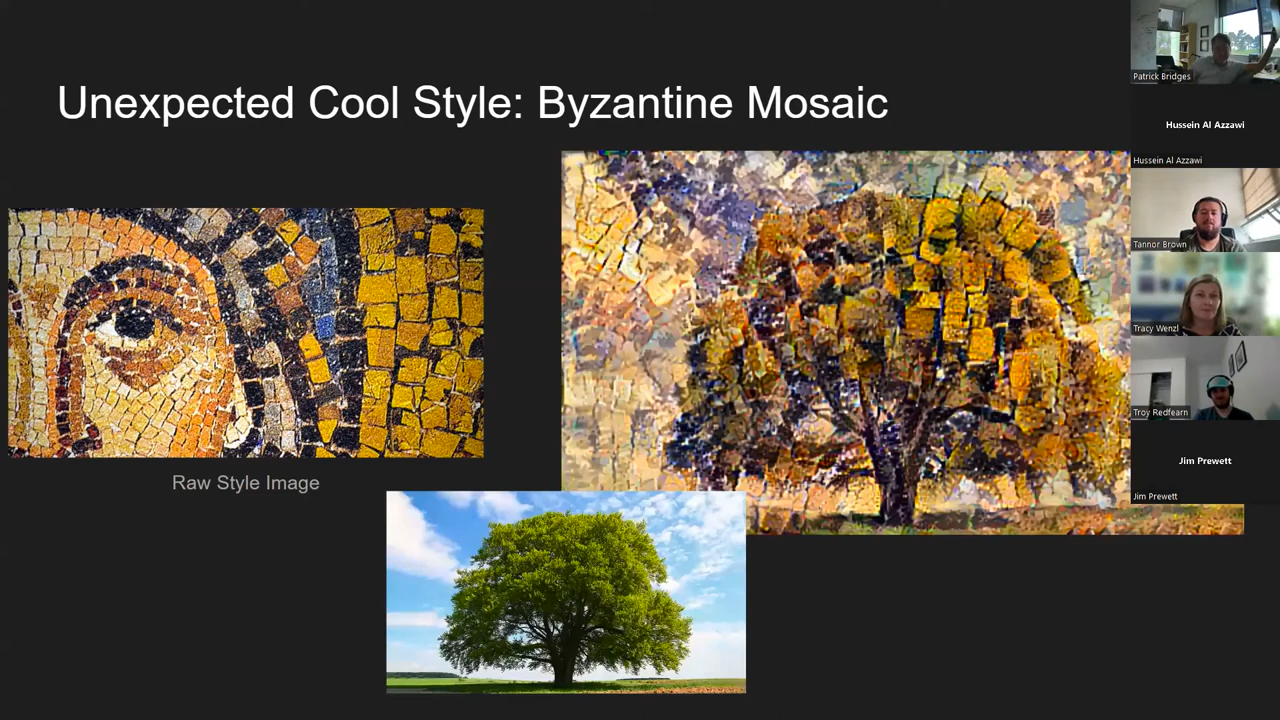 Unexpected Cool Style: Byzantine Mosaic
Raw Style Image
Patrick Bridges
Hussein Al Azzawi
Hussein Al Azzawi
Tannor Brown
Tracy Wenzl
Troy Redfearn
Jim Prewett
Jim Prewett